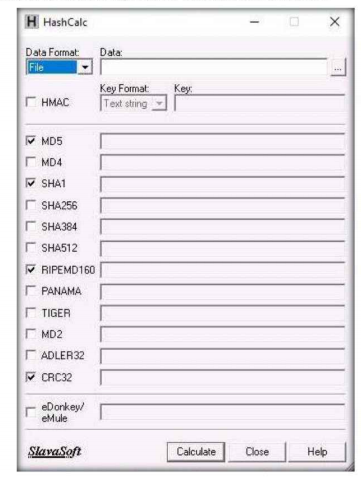 H HashCalc
Data Format: Data:
File ...
Key Format: Key:
HMAC Text string
MD5
MD4
SHA1
SHA256
SHA384
SHA512
RIPEMD160
PANAMA
TIGER
MD2
ADLER32
CRC32
eDonkey/
eMule
SlavaSoft Calculate Close Help